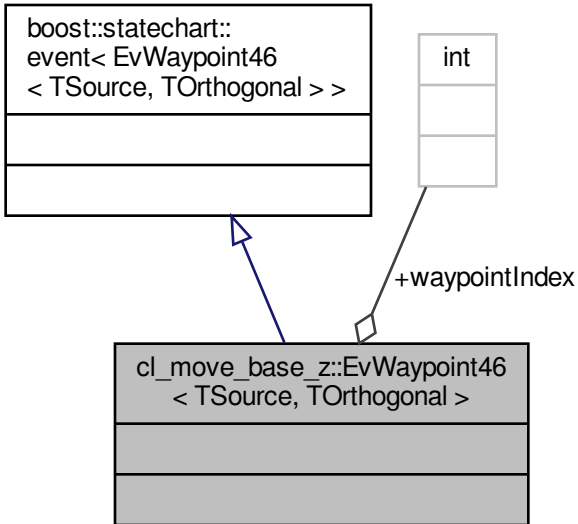 boost::statechart::
event< EvWaypoint46
< TSource, TOrthogonal > >
int
+waypointIndex
cl_move_base_z::EvWaypoint46
< TSource, TOrthogonal >